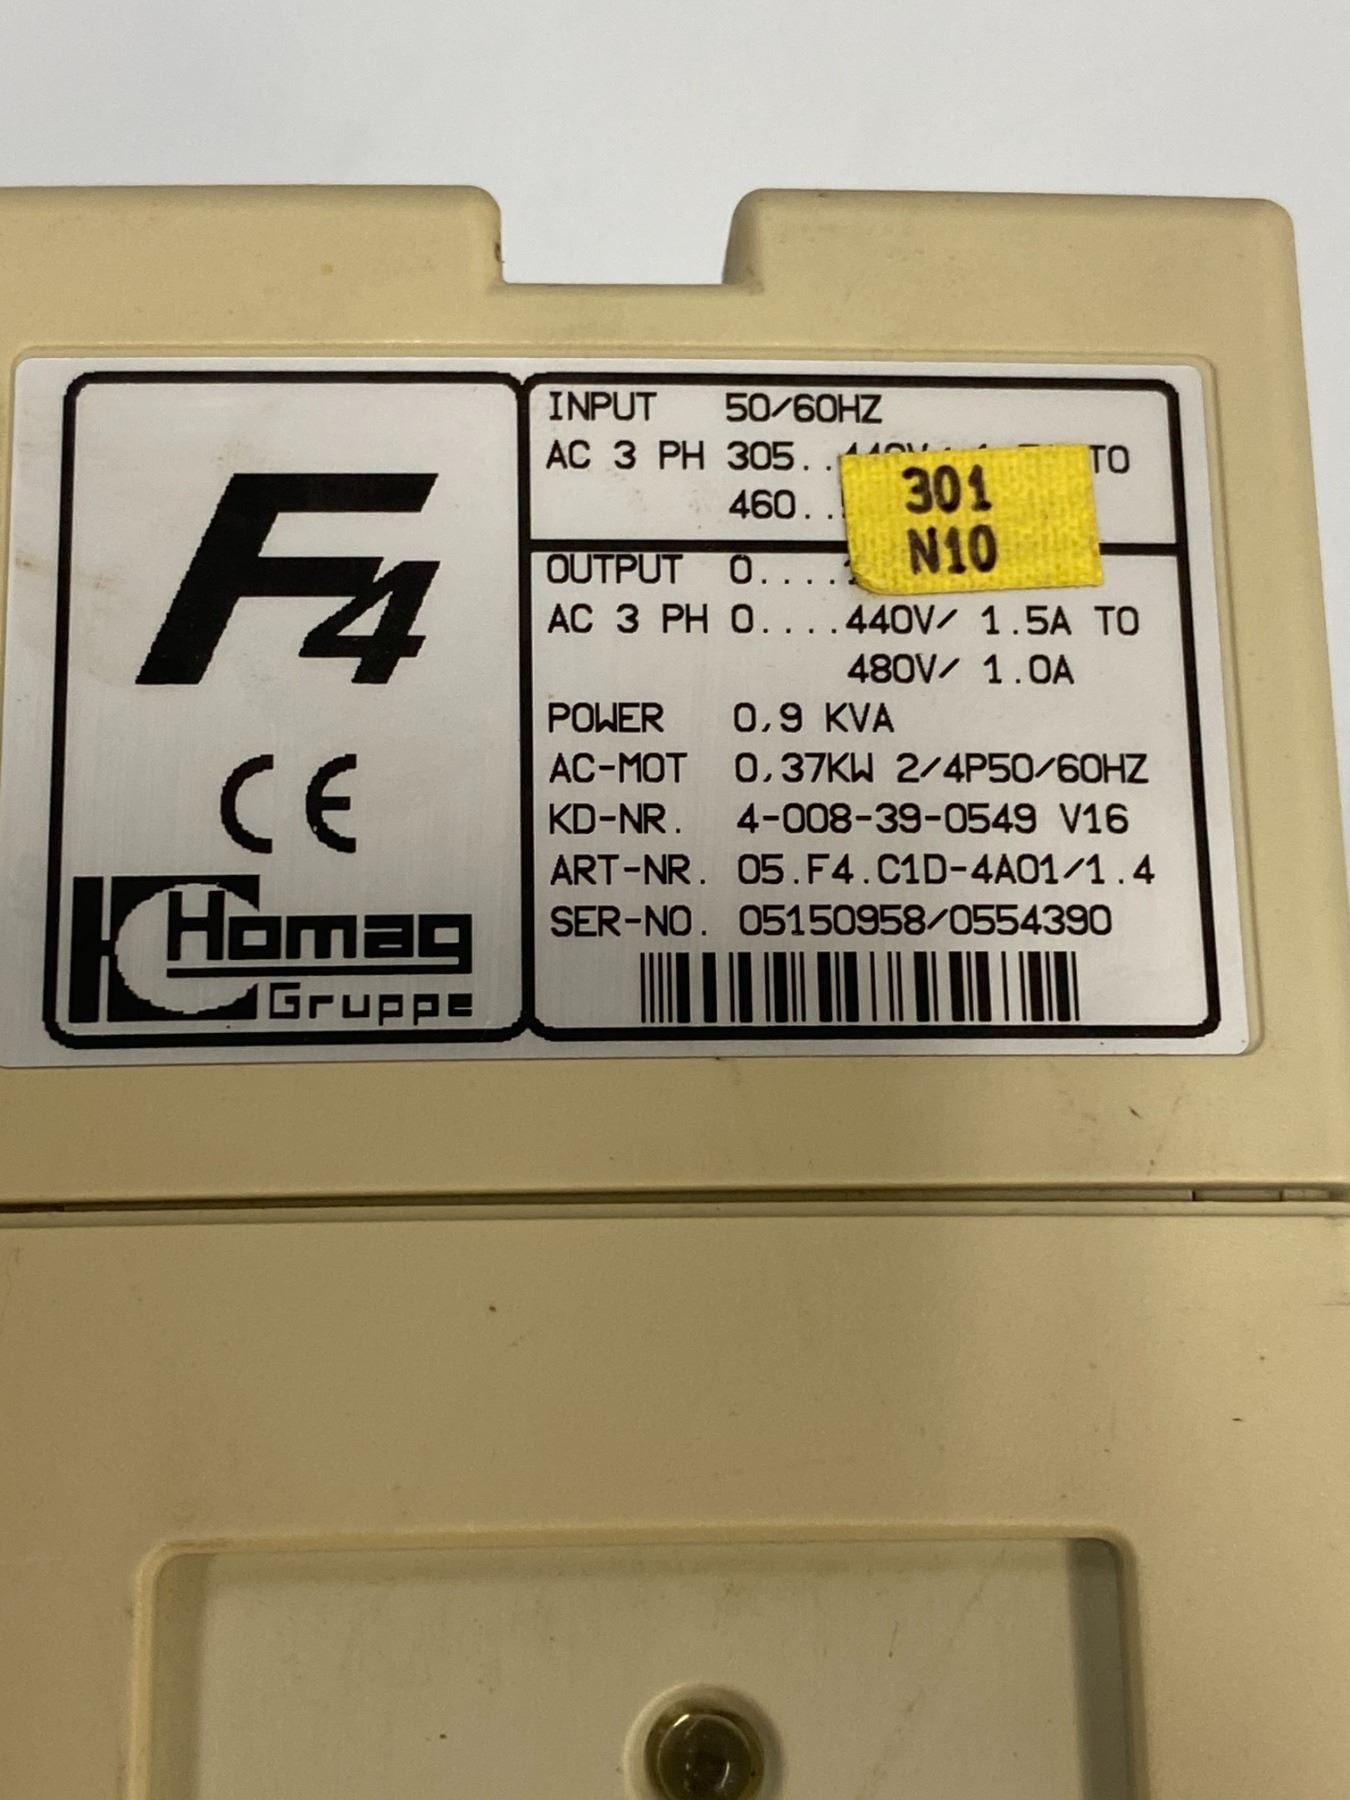 F4
CE
Homag
Gruppe
INPUT 50/60HZ
AC 3 PH 305.. TO
460..
301
N10
OUTPUT 0....
AC 3 PH 0....440V/ 1.5A TO
480V/ 1.0A
POWER 0,9 KVA
AC-MOT 0,37KW 2/4P50/60HZ
KD-NR. 4-008-39-0549 V16
ART-NR. 05.F4.C1D-4A01/1.4
SER-NO. 05150958/0554390